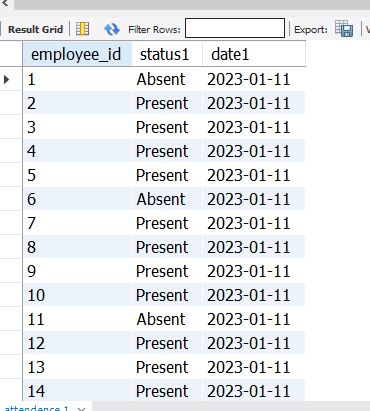 Result Grid Filter Rows: Export:
employee_id status1 date1
1 Absent 2023-01-11
2 Present 2023-01-11
3 Present 2023-01-11
4 Present 2023-01-11
5 Present 2023-01-11
6 Absent 2023-01-11
7 Present 2023-01-11
8 Present 2023-01-11
9 Present 2023-01-11
10 Present 2023-01-11
11 Absent 2023-01-11
12 Present 2023-01-11
13 Present 2023-01-11
14 Present 2023-01-11
attendence 1